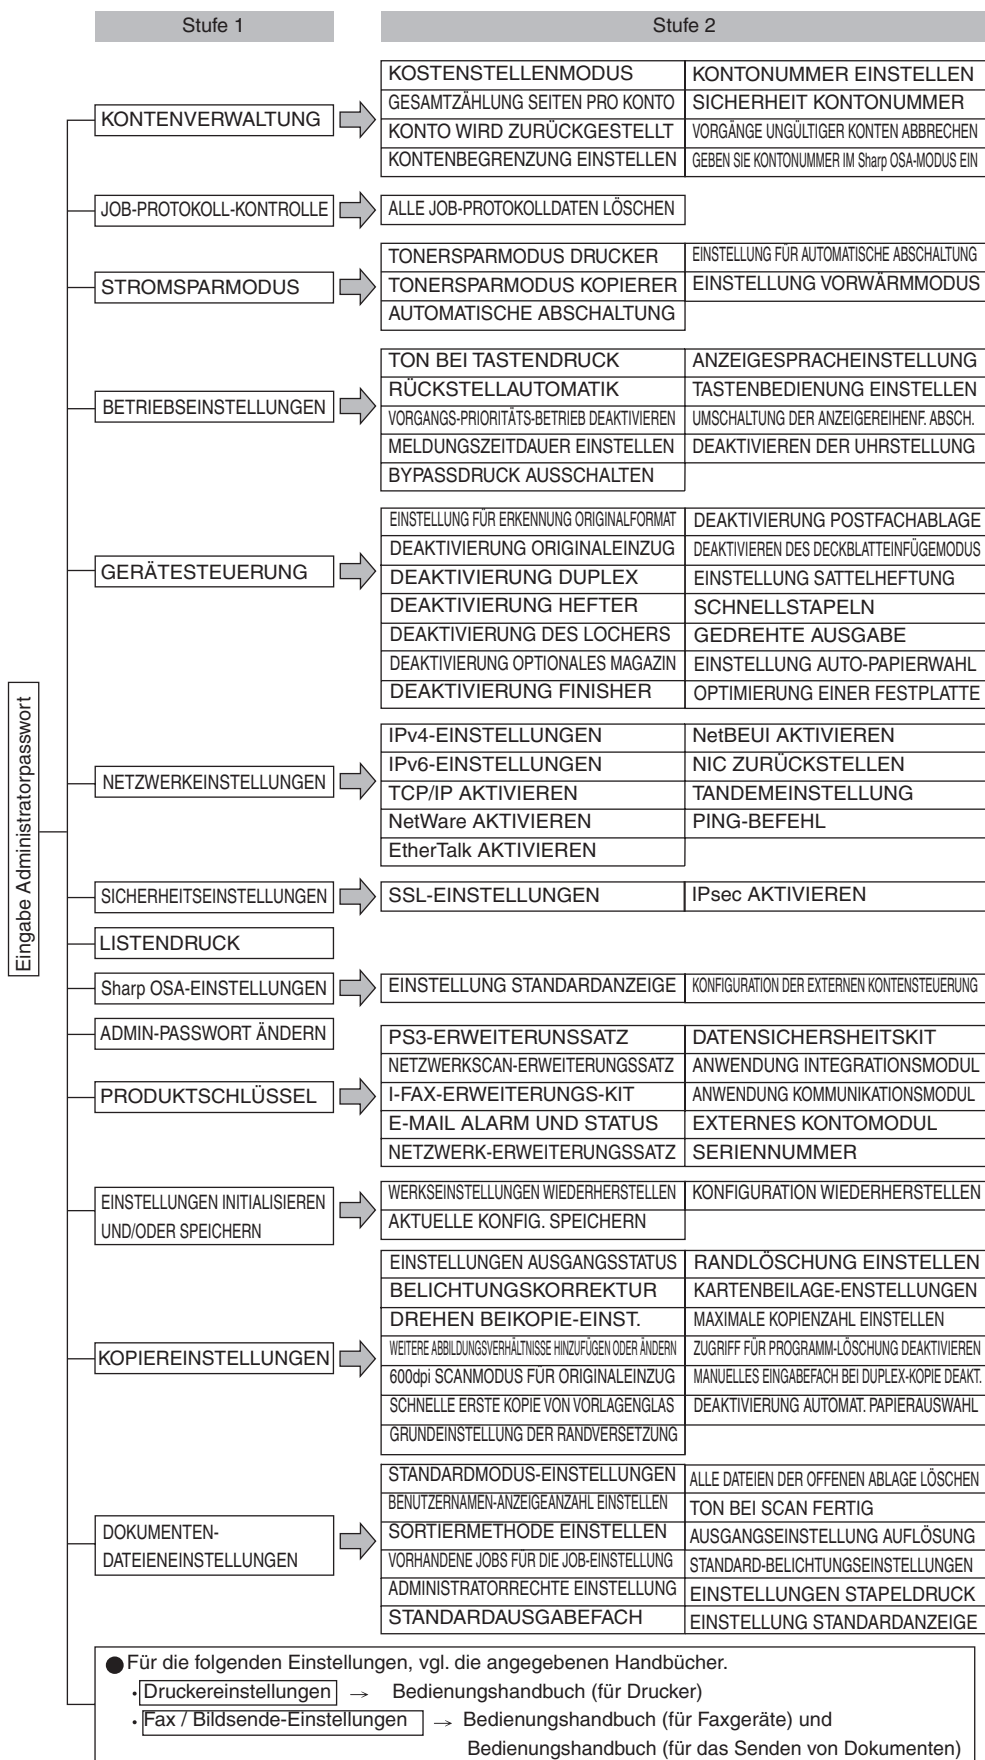 Stufe 1
Stufe 2
Eingabe Administratorpasswort
KONTENVERWALTUNG
KOSTENSTELLENMODUS
KONTONUMMER EINSTELLEN
GESAMTZÄHLUNG SEITEN PRO KONTO
SICHERHEIT KONTONUMMER
KONTO WIRD ZURÜCKGESTELLT
VORGÄNGE UNGÜLTIGER KONTEN ABBRECHEN
KONTENBEGRENZUNG EINSTELLEN
GEBEN SIE KONTONUMMER IM Sharp OSA-MODUS EIN
JOB-PROTOKOLL-KONTROLLE
ALLE JOB-PROTOKOLLDATEN LÖSCHEN
STROMSPARMODUS
TONERSPARMODUS DRUCKER
EINSTELLUNG FÜR AUTOMATISCHE ABSCHALTUNG
TONERSPARMODUS KOPIERER
EINSTELLUNG VORWÄRMMODUS
AUTOMATISCHE ABSCHALTUNG
BETRIEBSEINSTELLUNGEN
TON BEI TASTENDRUCK
ANZEIGESPRACHEINSTELLUNG
RÜCKSTELLAUTOMATIK
TASTENBEDIENUNG EINSTELLEN
VORGANGS-PRIORITÄTS-BETRIEB DEAKTIVIEREN
UMSCHALTUNG DER ANZEIGEREIHENF. ABSCH.
MELDUNGSZEITDAUER EINSTELLEN
DEAKTIVIEREN DER UHRSTELLUNG
BYPASSDRUCK AUSSCHALTEN
GERÄTESTEUERUNG
EINSTELLUNG FÜR ERKENNUNG ORIGINALFORMAT
DEAKTIVIERUNG POSTFACHABLAGE
DEAKTIVIERUNG ORIGINALEINZUG
DEAKTIVIEREN DES DECKBLATTEINFÜGEMODUS
DEAKTIVIERUNG DUPLEX
EINSTELLUNG SATTELHEFTUNG
DEAKTIVIERUNG HEFTER
SCHNELLSTAPELN
DEAKTIVIERUNG DES LOCHERS
GEDREHTE AUSGABE
DEAKTIVIERUNG OPTIONALES MAGAZIN
EINSTELLUNG AUTO-PAPIERWAHL
DEAKTIVIERUNG FINISHER
OPTIMIERUNG EINER FESTPLATTE
NETZWERKEINSTELLUNGEN
IPv4-EINSTELLUNGEN
NetBEUI AKTIVIEREN
IPv6-EINSTELLUNGEN
NIC ZURÜCKSTELLEN
TCP/IP AKTIVIEREN
TANDEMEINSTELLUNG
NetWare AKTIVIEREN
PING-BEFEHL
EtherTalk AKTIVIEREN
SICHERHEITSEINSTELLUNGEN
SSL-EINSTELLUNGEN
IPsec AKTIVIEREN
LISTENDRUCK
Sharp OSA-EINSTELLUNGEN
EINSTELLUNG STANDARDANZEIGE
KONFIGURATION DER EXTERNEN KONTENSTEUERUNG
ADMIN-PASSWORT ÄNDERN
PRODUKTSCHLÜSSEL
PS3-ERWEITERUNSSATZ
DATENSICHERSHEITSKIT
NETZWERKSCAN-ERWEITERUNGSSATZ
ANWENDUNG INTEGRATIONSMODUL
I-FAX-ERWEITERUNGS-KIT
ANWENDUNG KOMMUNIKATIONSMODUL
E-MAIL ALARM UND STATUS
EXTERNES KONTOMODUL
NETZWERK-ERWEITERUNGSSATZ
SERIENNUMMER
EINSTELLUNGEN INITIALISIEREN
UND/ODER SPEICHERN
WERKSEINSTELLUNGEN WIEDERHERSTELLEN
KONFIGURATION WIEDERHERSTELLEN
AKTUELLE KONFIG. SPEICHERN
KOPIEREINSTELLUNGEN
EINSTELLUNGEN AUSGANGSSTATUS
RANDLÖSCHUNG EINSTELLEN
BELICHTUNGSKORREKTUR
KARTENBEILAGE-ENSTELLUNGEN
DREHEN BEIKOPIE-EINST.
MAXIMALE KOPIENZAHL EINSTELLEN
WEITERE ABBILDUNGSVERHÄLTNISSE HINZUFÜGEN ODER ÄNDERN
ZUGRIFF FÜR PROGRAMM-LÖSCHUNG DEAKTIVIEREN
600dpi SCANMODUS FÜR ORIGINALEINZUG
MANUELLES EINGABEFACH BEI DUPLEX-KOPIE DEAKT.
SCHNELLE ERSTE KOPIE VON VORLAGENGLAS
DEAKTIVIERUNG AUTOMAT. PAPIERAUSWAHL
GRUNDEINSTELLUNG DER RANDVERSETZUNG
DOKUMENTEN-
DATEIENEINSTELLUNGEN
STANDARDMODUS-EINSTELLUNGEN
ALLE DATEIEN DER OFFENEN ABLAGE LÖSCHEN
BENUTZERNAMEN-ANZEIGEANZAHL EINSTELLEN
TON BEI SCAN FERTIG
SORTIERMETHODE EINSTELLEN
AUSGANGSEINSTELLUNG AUFLÖSUNG
VORHANDENE JOBS FÜR DIE JOB-EINSTELLUNG
STANDARD-BELICHTUNGSEINSTELLUNGEN
ADMINISTRATORRECHTE EINSTELLUNG
EINSTELLUNGEN STAPELDRUCK
STANDARDAUSGABEFACH
EINSTELLUNG STANDARDANZEIGE
● Für die folgenden Einstellungen, vgl. die angegebenen Handbücher.
· Druckereinstellungen → Bedienungshandbuch (für Drucker)
· Fax / Bildsende-Einstellungen → Bedienungshandbuch (für Faxgeräte) und
Bedienungshandbuch (für das Senden von Dokumenten)